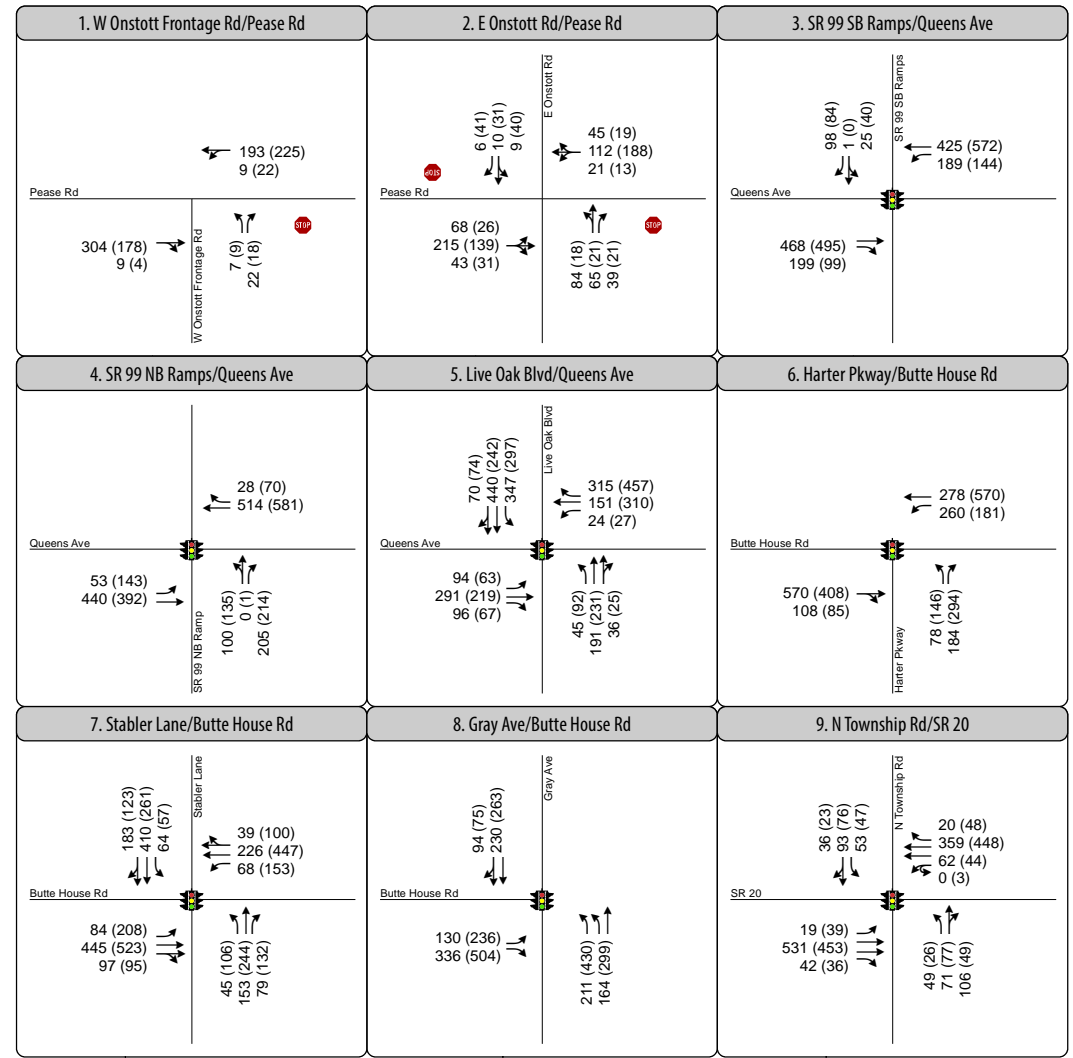 1. W Onstott Frontage Rd/Pease Rd
193 (225)
9 (22)
Pease Rd
304 (178)
9 (4)
W Onstott Frontage Rd
7 (9)
22 (18)
STOP
2. E Onstott Rd/Pease Rd
E Onstott Rd
6 (41)
10 (31)
9 (40)
45 (19)
112 (188)
21 (13)
STOP
Pease Rd
68 (26)
215 (139)
43 (31)
84 (18)
65 (21)
39 (21)
STOP
3. SR 99 SB Ramps/Queens Ave
SR 99 SB Ramps
98 (84)
1 (0)
25 (40)
425 (572)
189 (144)
Queens Ave
468 (495)
199 (99)
4. SR 99 NB Ramps/Queens Ave
28 (70)
514 (581)
Queens Ave
53 (143)
440 (392)
SR 99 NB Ramp
100 (135)
0 (1)
205 (214)
5. Live Oak Blvd/Queens Ave
Live Oak Blvd
70 (74)
440 (242)
347 (297)
315 (457)
151 (310)
24 (27)
Queens Ave
94 (63)
291 (219)
96 (67)
45 (92)
191 (231)
36 (25)
6. Harter Pkway/Butte House Rd
278 (570)
260 (181)
Butte House Rd
570 (408)
108 (85)
Harter Pkway
78 (146)
184 (294)
7. Stabler Lane/Butte House Rd
Stabler Lane
183 (123)
410 (261)
64 (57)
39 (100)
226 (447)
68 (153)
Butte House Rd
84 (208)
445 (523)
97 (95)
45 (106)
153 (244)
79 (132)
8. Gray Ave/Butte House Rd
Gray Ave
94 (75)
230 (263)
Butte House Rd
130 (236)
336 (504)
211 (430)
164 (299)
9. N Township Rd/SR 20
N Township Rd
36 (23)
93 (76)
53 (47)
20 (48)
359 (448)
62 (44)
0 (3)
SR 20
19 (39)
531 (453)
42 (36)
49 (26)
71 (77)
106 (49)